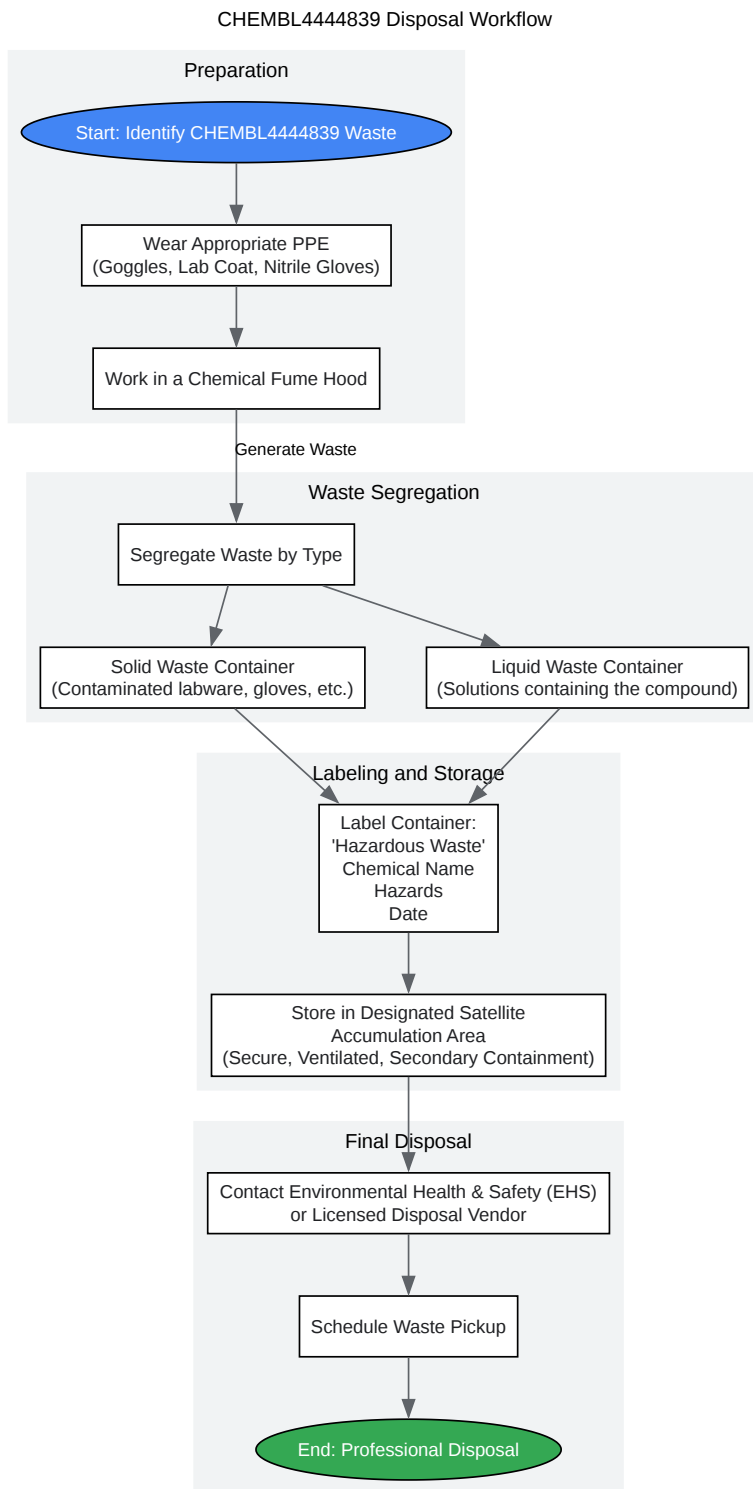 CHEMBL4444839 Disposal Workflow
Preparation
Start: Identify CHEMBL4444839 Waste
Wear Appropriate PPE
(Goggles, Lab Coat, Nitrile Gloves)
Work in a Chemical Fume Hood
Generate Waste
Waste Segregation
Segregate Waste by Type
Solid Waste Container
(Contaminated labware, gloves, etc.)
Liquid Waste Container
(Solutions containing the compound)
Labeling and Storage
Label Container:
'Hazardous Waste'
Chemical Name
Hazards
Date
Store in Designated Satellite
Accumulation Area
(Secure, Ventilated, Secondary Containment)
Final Disposal
Contact Environmental Health & Safety (EHS)
or Licensed Disposal Vendor
Schedule Waste Pickup
End: Professional Disposal